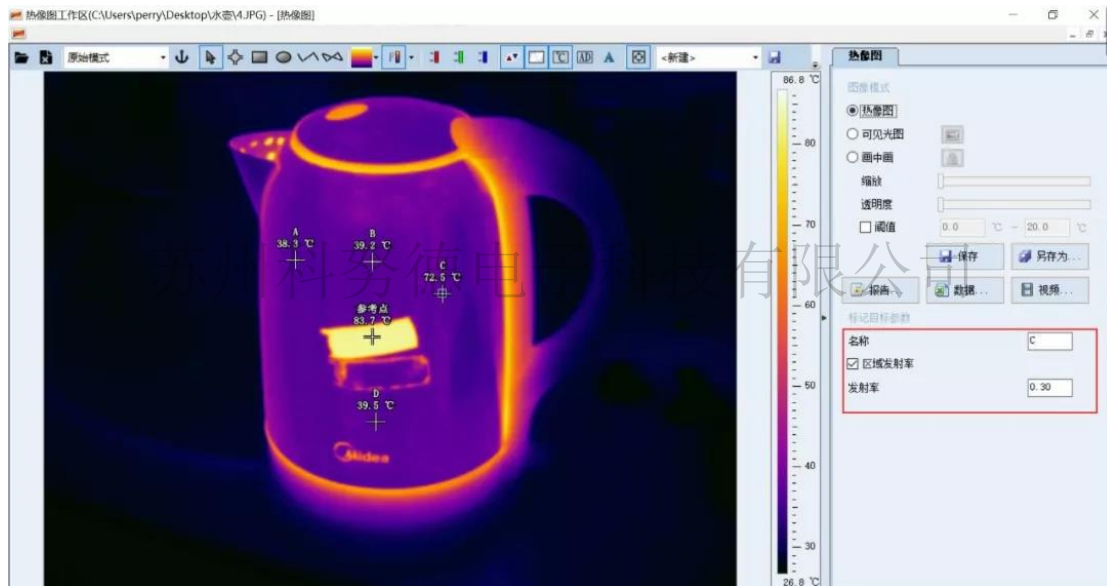 热像图工作区(C:\Users\perry\Desktop\水壶\4.JPG) - [热像图]
原始模式
℃
AD
A
<新建>
热像图
86.8 ℃
80
70
60
50
40
30
26.8 ℃
A
38.3 ℃
B
39.2 ℃
C
72.5 ℃
参考点
83.7 ℃
D
39.5 ℃
Midea
图像模式
热像图
可见光图
画中画
缩放
透明度
阈值
0.0 ℃ - 20.0 ℃
保存
另存为...
报告...
数据...
视频...
标记目标参数
名称
C
区域发射率
发射率
0.30